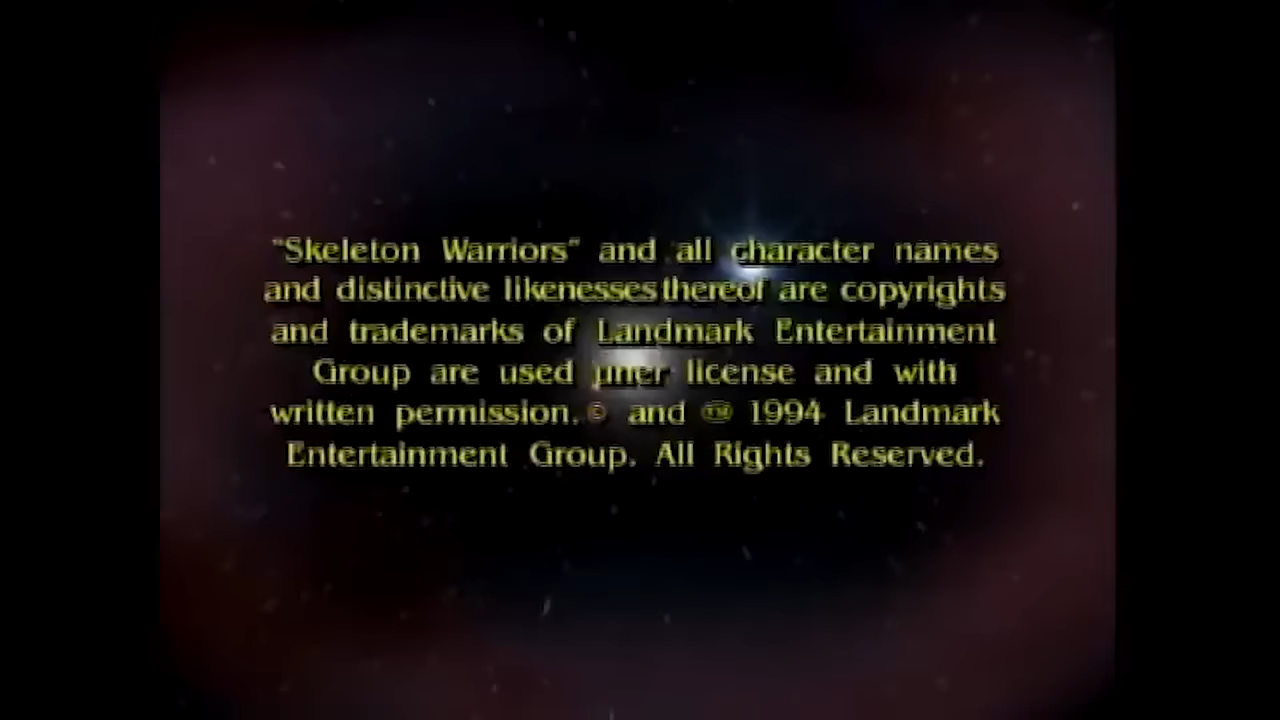 "Skeleton Warriors" and all character names
and distinctive likenesses thereof are copyrights
and trademarks of Landmark Entertainment
Group are used uner license and with
written permission. © and ™ 1994 Landmark
Entertainment Group. All Rights Reserved.